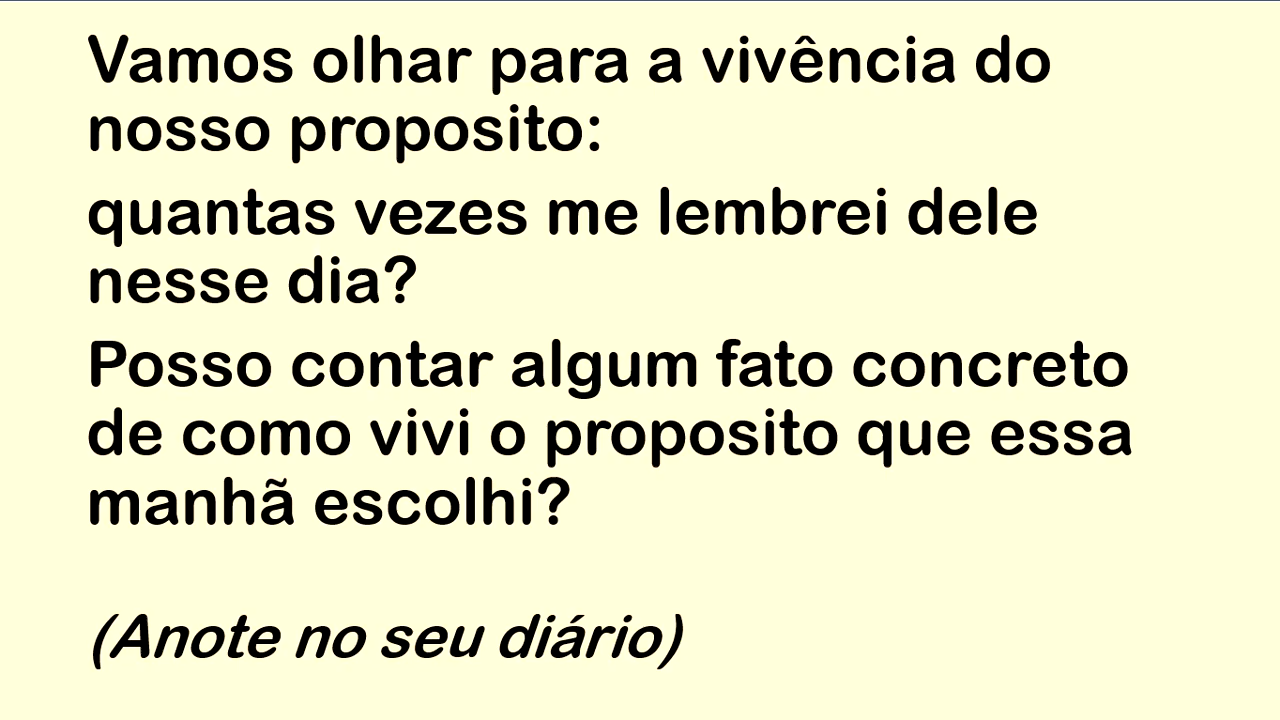 Vamos olhar para a vivência do
nosso proposito:
quantas vezes me lembrei dele
nesse dia?
Posso contar algum fato concreto
de como vivi o proposito que essa
manhã escolhi?
(Anote no seu diário)